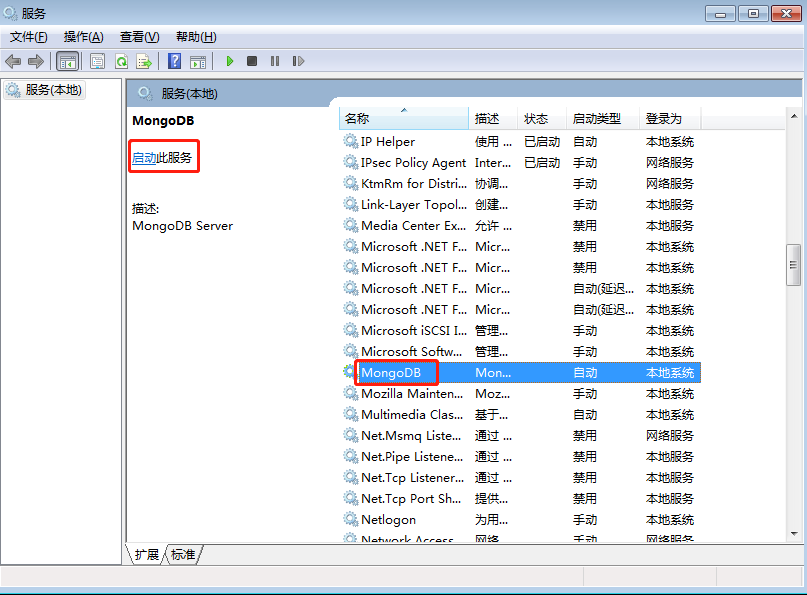 服务
文件(F) 操作(A) 查看(V) 帮助(H)
服务(本地)
服务(本地)
MongoDB
启动此服务
描述:
MongoDB Server
名称 描述 状态 启动类型 登录为
IP Helper 使用 ... 已启动 自动 本地系统
IPsec Policy Agent Inter... 已启动 手动 网络服务
KtmRm for Distri... 协调... 手动 网络服务
Link-Layer Topol... 创建... 手动 本地服务
Media Center Ex... 允许 ... 禁用 本地服务
Microsoft .NET F... Micr... 禁用 本地系统
Microsoft .NET F... Micr... 禁用 本地系统
Microsoft .NET F... Micr... 自动(延迟... 本地系统
Microsoft .NET F... Micr... 自动(延迟... 本地系统
Microsoft iSCSI I... 管理... 手动 本地系统
Microsoft Softw... 管理... 手动 本地系统
MongoDB Mon... 自动 本地系统
Mozilla Mainten... Moz... 手动 本地系统
Multimedia Clas... 基于... 自动 本地系统
Net.Msmq Liste... 通过 ... 禁用 网络服务
Net.Pipe Listene... 通过 ... 禁用 本地服务
Net.Tcp Listener... 通过 ... 禁用 本地服务
Net.Tcp Port Sh... 提供... 禁用 本地服务
Netlogon 为用... 手动 本地系统
Network Access 网络 手动 网络服务
扩展 标准